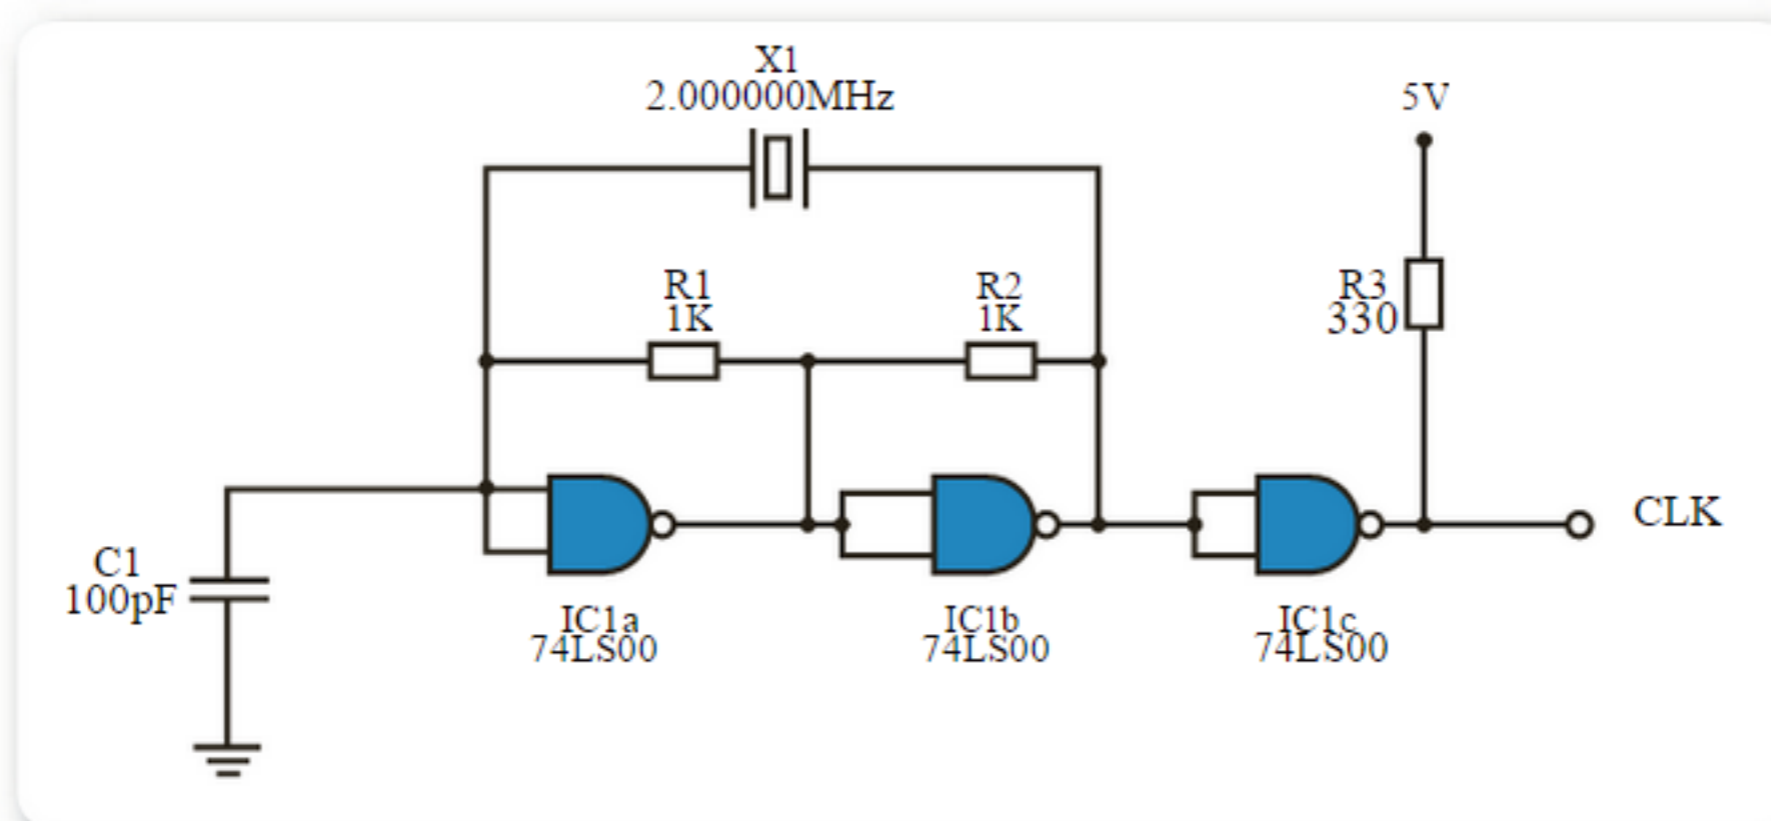 X1
2.000000MHz
5V
R1
1K
R2
1K
R3
330
CLK
C1
100pF
IC1a
74LS00
IC1b
74LS00
IC1c
74LS00